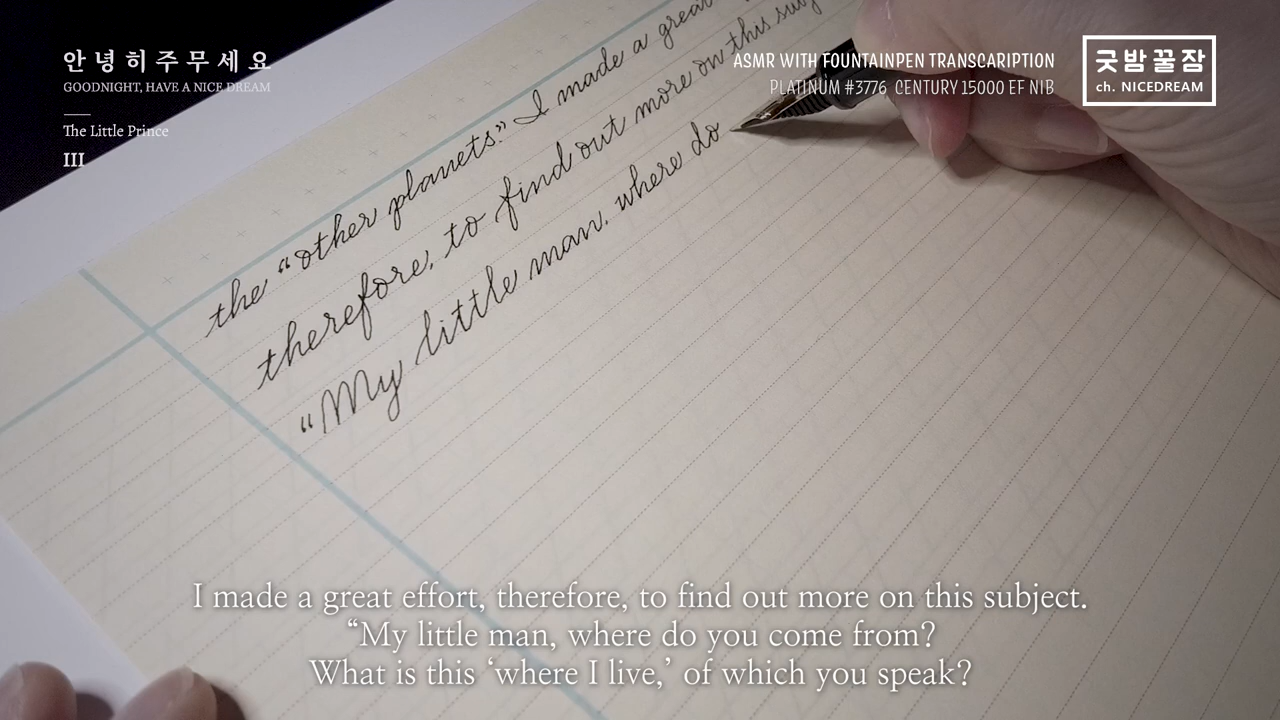 안녕히주무세요
GOODNIGHT, HAVE A NICE DREAM
The Little Prince
III
ASMR WITH FOUNTAINPEN TRANSCARIPTION
PLATINUM #3776 CENTURY 15000 EF NIB
굿밤꿀잠
ch. NICEDREAM
the “other planets.” I made a great
therefore, to find out more on this subj
“My little man, where do
I made a great effort, therefore, to find out more on this subject.
“My little man, where do you come from?
What is this ‘where I live,’ of which you speak?